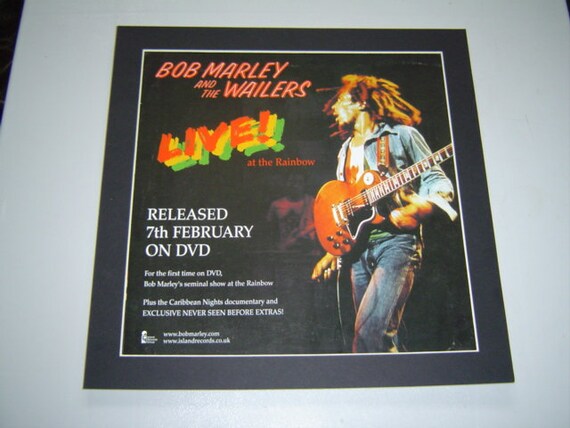 BOB MARLEY
AND THE WAILERS
LIVE!
at the Rainbow
RELEASED
7th FEBRUARY
ON DVD
For the first time on DVD,
Bob Marley's seminal show at the Rainbow
Plus the Caribbean Nights documentary and
EXCLUSIVE NEVER SEEN BEFORE EXTRAS!
www.bobmarley.com
www.islandrecords.co.uk